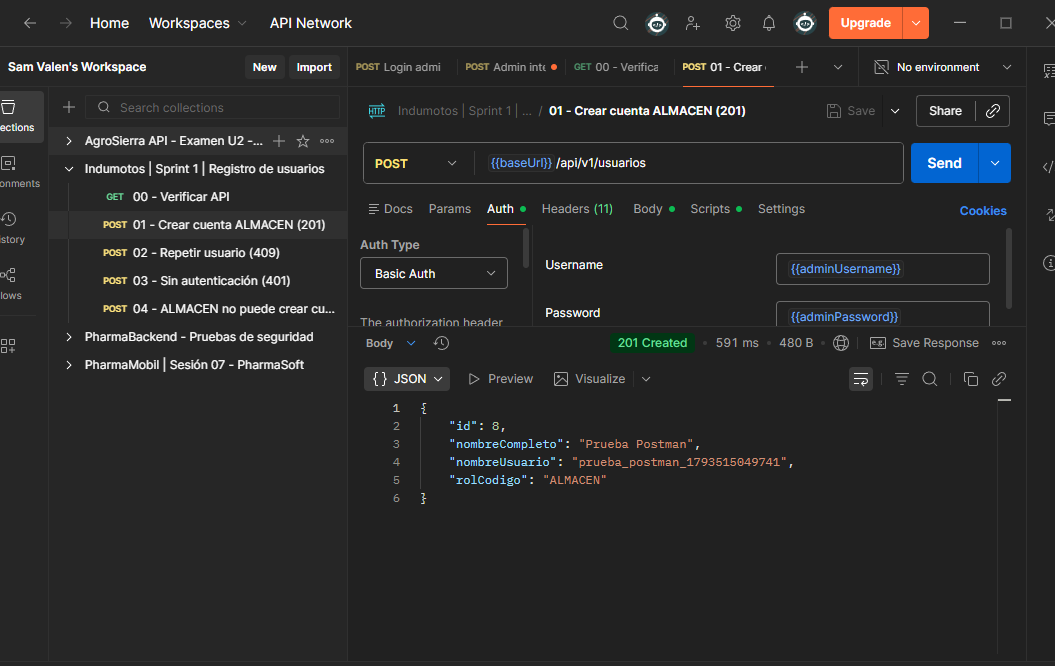 Home Workspaces API Network Upgrade
Sam Valen's Workspace New Import
POST Login admi POST Admin inte GET 00 - Verifica POST 01 - Crear No environment
Search collections
ections
onments
story
lows
AgroSierra API - Examen U2 -...
Indumotos | Sprint 1 | Registro de usuarios
GET 00 - Verificar API
POST 01 - Crear cuenta ALMACEN (201)
POST 02 - Repetir usuario (409)
POST 03 - Sin autenticación (401)
POST 04 - ALMACEN no puede crear cu...
PharmaBackend - Pruebas de seguridad
PharmaMobil | Sesión 07 - PharmaSoft
HTTP Indumotos | Sprint 1 | ... / 01 - Crear cuenta ALMACEN (201) Save Share
POST {{baseUrl}} /api/v1/usuarios Send
Docs Params Auth Headers (11) Body Scripts Settings Cookies
Auth Type
Basic Auth
The authorization header
Username {{adminUsername}}
Password {{adminPassword}}
Body 201 Created • 591 ms • 480 B • e.g. Save Response
{} JSON Preview Visualize
1 {
2 "id": 8,
3 "nombreCompleto": "Prueba Postman",
4 "nombreUsuario": "prueba_postman_1793515049741",
5 "rolCodigo": "ALMACEN"
6 }